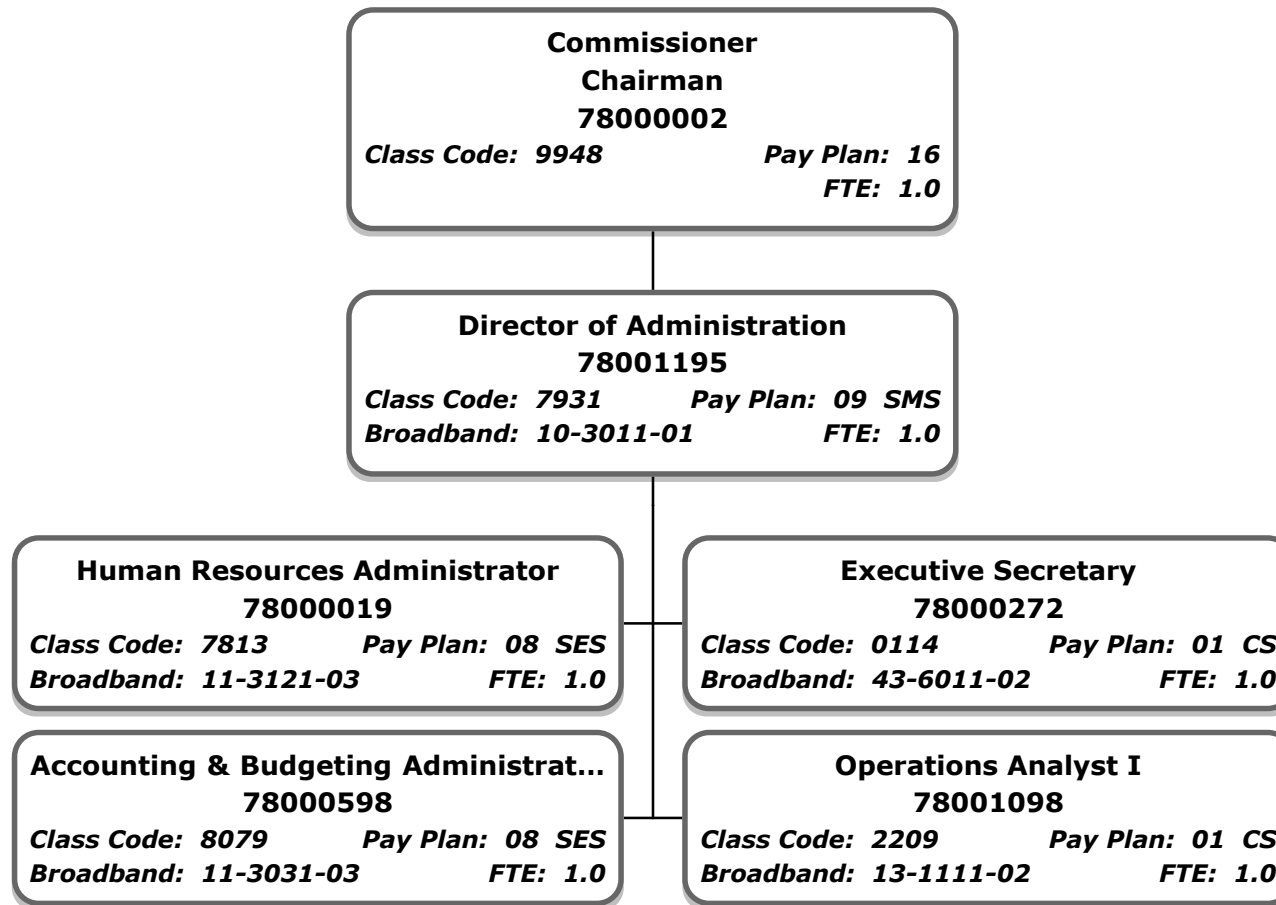 Commissioner
Chairman
78000002
Class Code: 9948 Pay Plan: 16
FTE: 1.0
Director of Administration
78001195
Class Code: 7931 Pay Plan: 09 SMS
Broadband: 10-3011-01 FTE: 1.0
Human Resources Administrator
78000019
Class Code: 7813 Pay Plan: 08 SES
Broadband: 11-3121-03 FTE: 1.0
Executive Secretary
78000272
Class Code: 0114 Pay Plan: 01 CS
Broadband: 43-6011-02 FTE: 1.0
Accounting & Budgeting Administrat...
78000598
Class Code: 8079 Pay Plan: 08 SES
Broadband: 11-3031-03 FTE: 1.0
Operations Analyst I
78001098
Class Code: 2209 Pay Plan: 01 CS
Broadband: 13-1111-02 FTE: 1.0